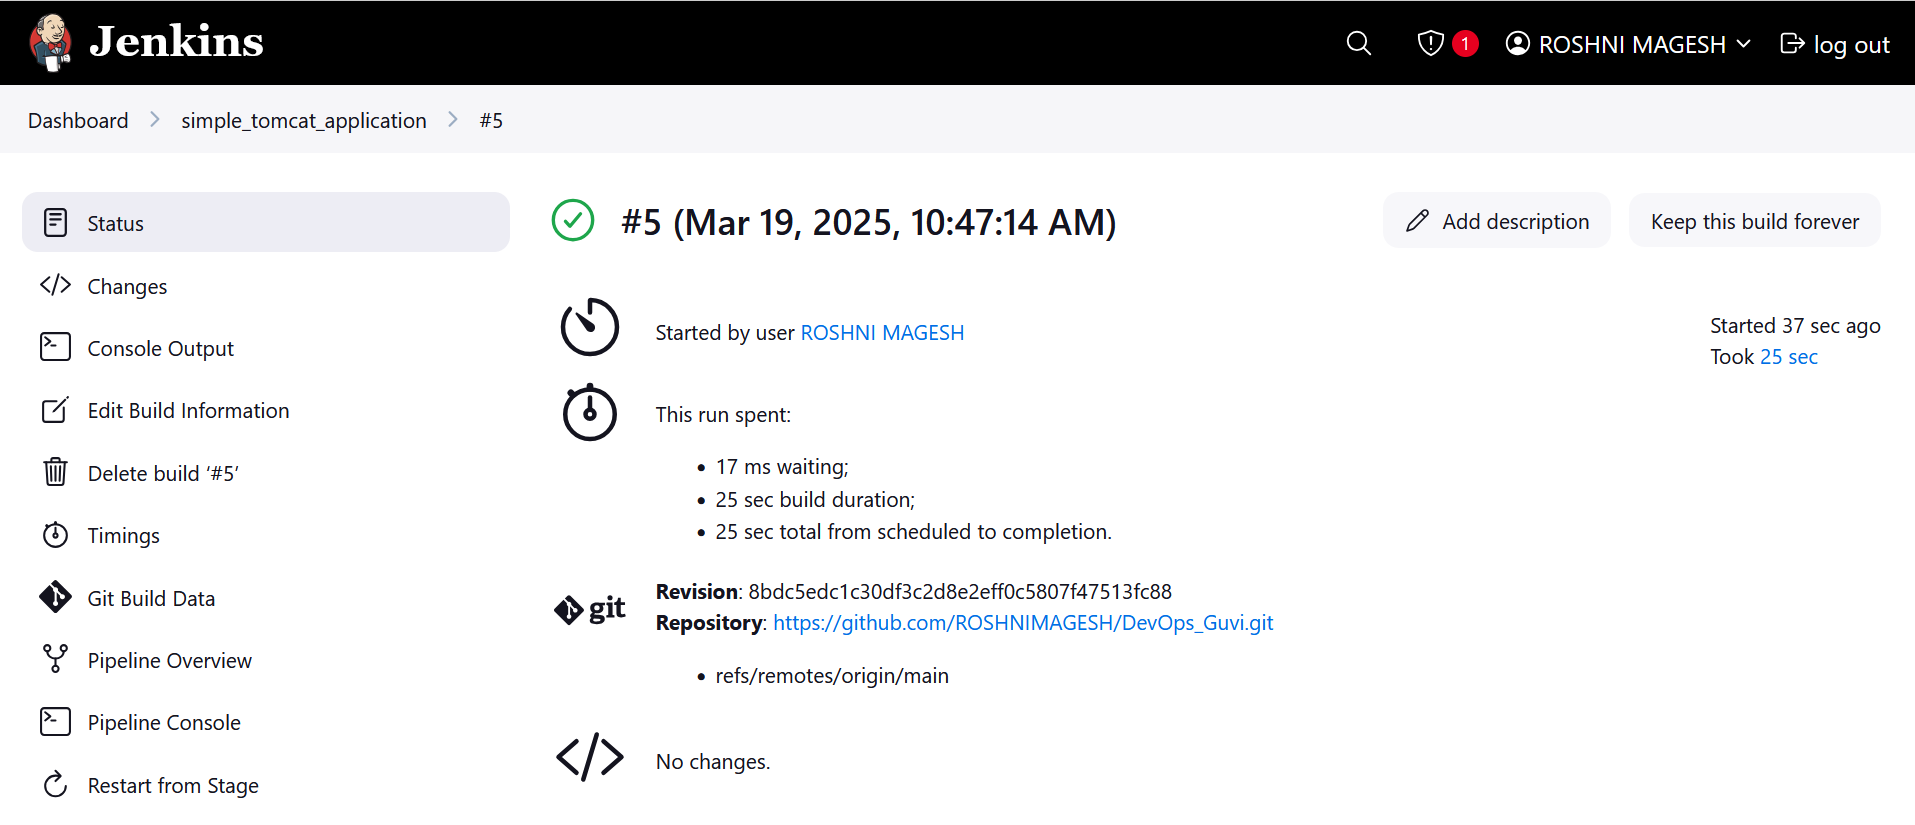 Jenkins
1
ROSHNI MAGESH
log out
Dashboard
simple_tomcat_application
#5
Status
Changes
Console Output
Edit Build Information
Delete build ‘#5’
Timings
Git Build Data
Pipeline Overview
Pipeline Console
Restart from Stage
#5 (Mar 19, 2025, 10:47:14 AM)
Add description
Keep this build forever
Started by user ROSHNI MAGESH
Started 37 sec ago
Took 25 sec
This run spent:
• 17 ms waiting;
• 25 sec build duration;
• 25 sec total from scheduled to completion.
git
Revision: 8bdc5edc1c30df3c2d8e2eff0c5807f47513fc88
Repository: https://github.com/ROSHNIMAGESH/DevOps_Guvi.git
• refs/remotes/origin/main
No changes.